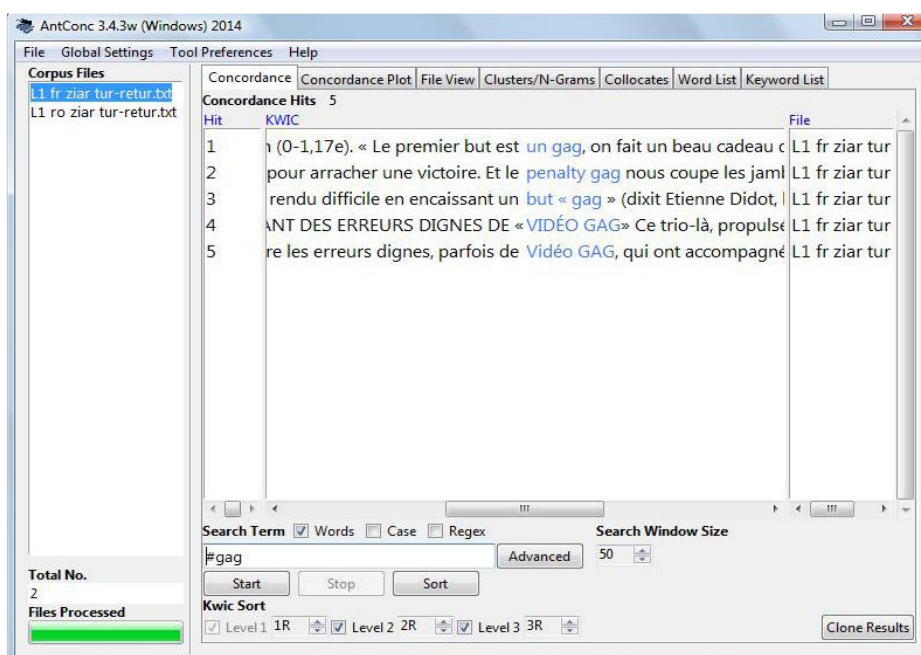 AntConc 3.4.3w (Windows) 2014
File Global Settings Tool Preferences Help
Corpus Files
L1 fr ziar tur-retur.txt
L1 ro ziar tur-retur.txt
Concordance Concordance Plot File View Clusters/N-Grams Collocates Word List Keyword List
Concordance Hits 5
Hit KWIC File
1 (0-1,17e). « Le premier but est un gag, on fait un beau cadeau L1 fr ziar tur
2 pour arracher une victoire. Et le penalty gag nous coupe les jaml L1 fr ziar tur
3 rendu difficile en encaissant un but « gag » (dixit Etienne Didot, L1 fr ziar tur
4 ANT DES ERREURS DIGNES DE « VIDÉO GAG» Ce trio-là, propulse L1 fr ziar tur
5 re les erreurs dignes, parfois de Vidéo GAG, qui ont accompagné L1 fr ziar tur
Search Term Words Case Regex Search Window Size
#gag Advanced 50
Start Stop Sort
Total No.
2
Files Processed
Kwic Sort
Level 1 1R Level 2 2R Level 3 3R Clone Results